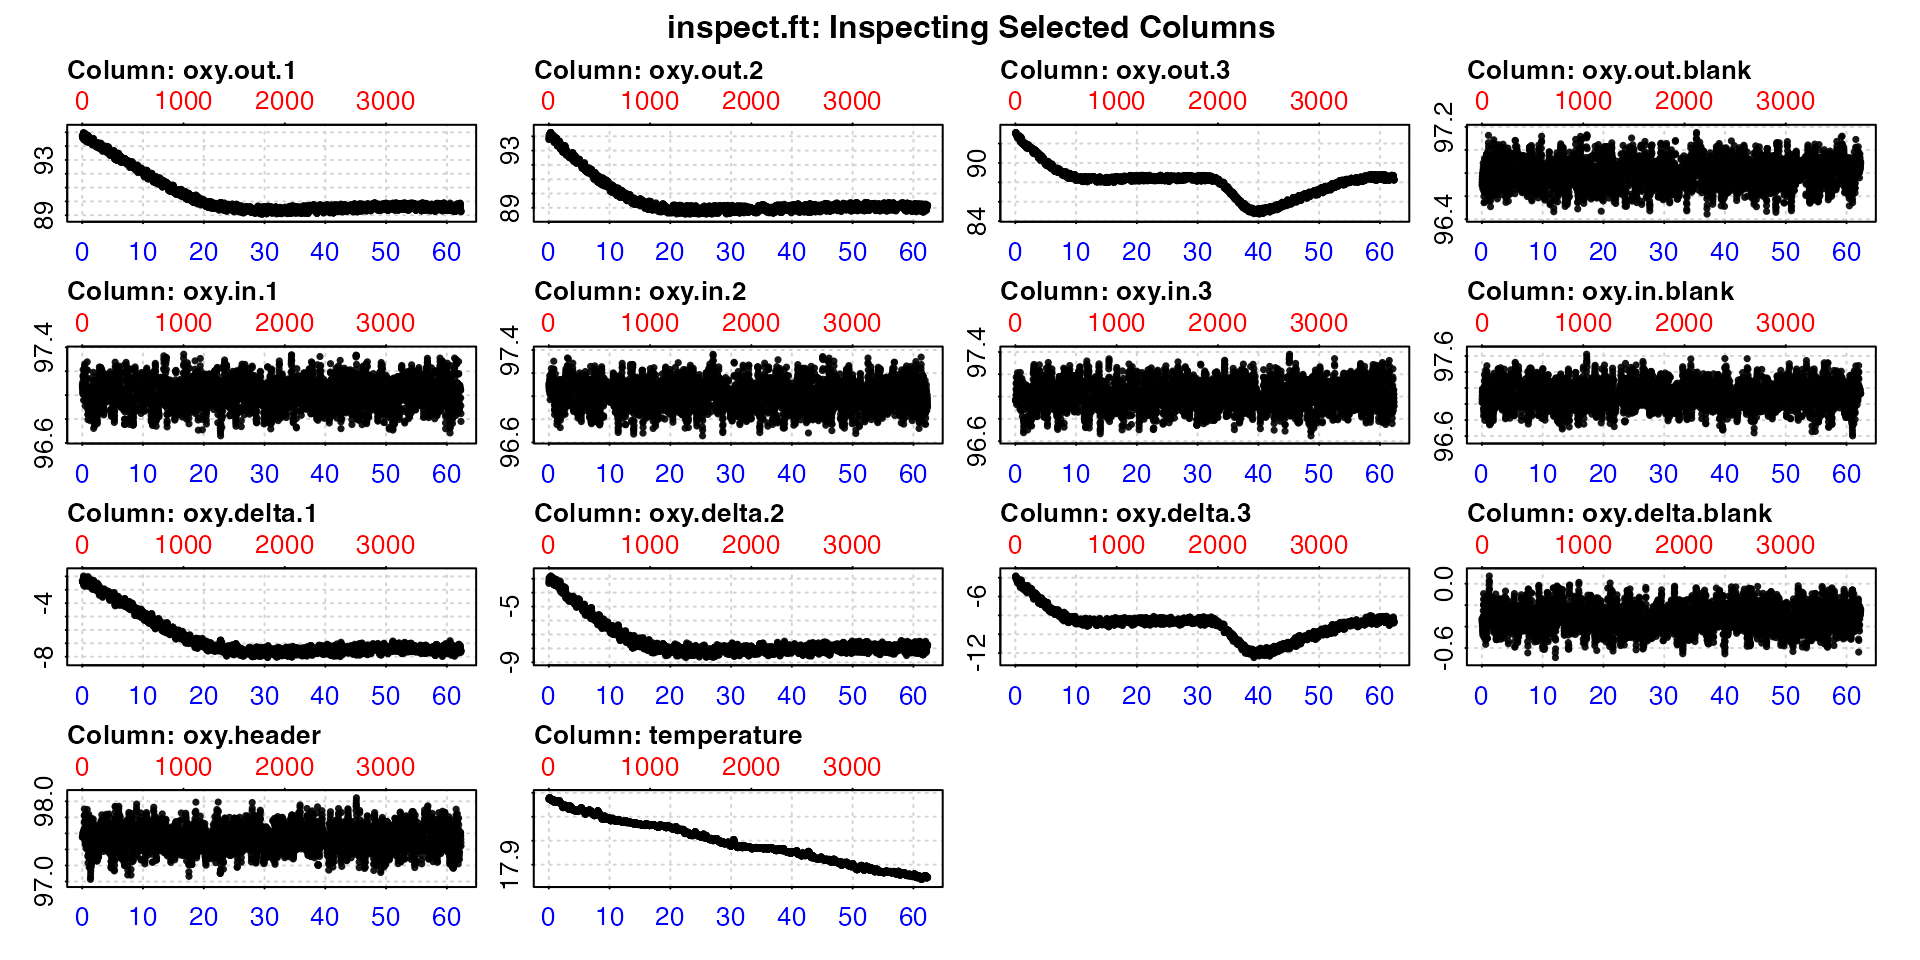 inspect.ft: Inspecting Selected Columns
Column: oxy.out.1
0 1000 2000 3000
89 93
0 10 20 30 40 50 60
Column: oxy.out.2
0 1000 2000 3000
89 93
0 10 20 30 40 50 60
Column: oxy.out.3
0 1000 2000 3000
84 90
0 10 20 30 40 50 60
Column: oxy.out.blank
0 1000 2000 3000
96.4 97.2
0 10 20 30 40 50 60
Column: oxy.in.1
0 1000 2000 3000
96.6 97.4
0 10 20 30 40 50 60
Column: oxy.in.2
0 1000 2000 3000
96.6 97.4
0 10 20 30 40 50 60
Column: oxy.in.3
0 1000 2000 3000
96.6 97.4
0 10 20 30 40 50 60
Column: oxy.in.blank
0 1000 2000 3000
96.6 97.6
0 10 20 30 40 50 60
Column: oxy.delta.1
0 1000 2000 3000
-8 -4
0 10 20 30 40 50 60
Column: oxy.delta.2
0 1000 2000 3000
-9 -5
0 10 20 30 40 50 60
Column: oxy.delta.3
0 1000 2000 3000
-12 -6
0 10 20 30 40 50 60
Column: oxy.delta.blank
0 1000 2000 3000
-0.6 0.0
0 10 20 30 40 50 60
Column: oxy.header
0 1000 2000 3000
97.0 98.0
0 10 20 30 40 50 60
Column: temperature
0 1000 2000 3000
17.9
0 10 20 30 40 50 60